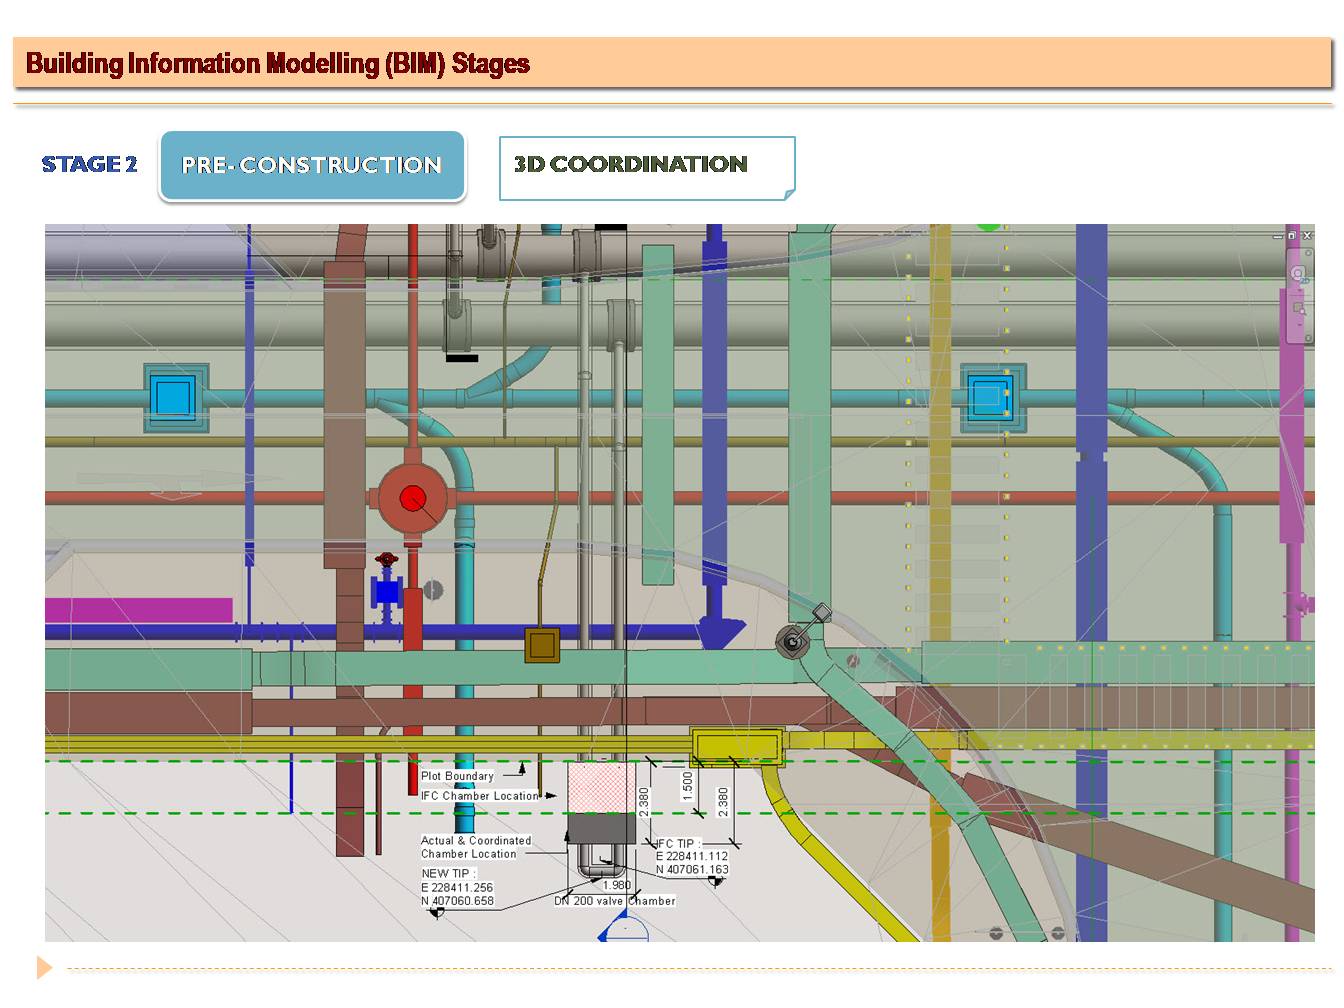 Building Information Modelling (BIM) Stages
STAGE 2
PRE- CONSTRUCTION
3D COORDINATION
Plot Boundary
IFC Chamber Location
2.380
1.500
2.380
Actual & Coordinated
Chamber Location
IFC TIP :
E 228411.112
N 407061.163
NEW TIP :
E 228411.256
N 407060.658
1.980
DN 200 valve Chamber